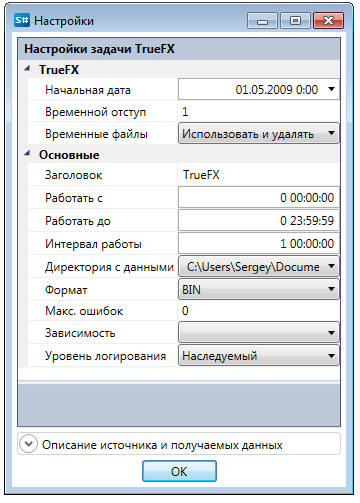 S# Настройки
Настройки задачи TrueFX
TrueFX
Начальная дата 01.05.2009 0:00
Временной отступ 1
Временные файлы Использовать и удалять
Основные
Заголовок TrueFX
Работать с 0 00:00:00
Работать до 0 23:59:59
Интервал работы 1 00:00:00
Директория с данными C:\Users\Sergey\Docume
Формат BIN
Макс. ошибок 0
Зависимость
Уровень логирования Наследуемый
Описание источника и получаемых данных
OK